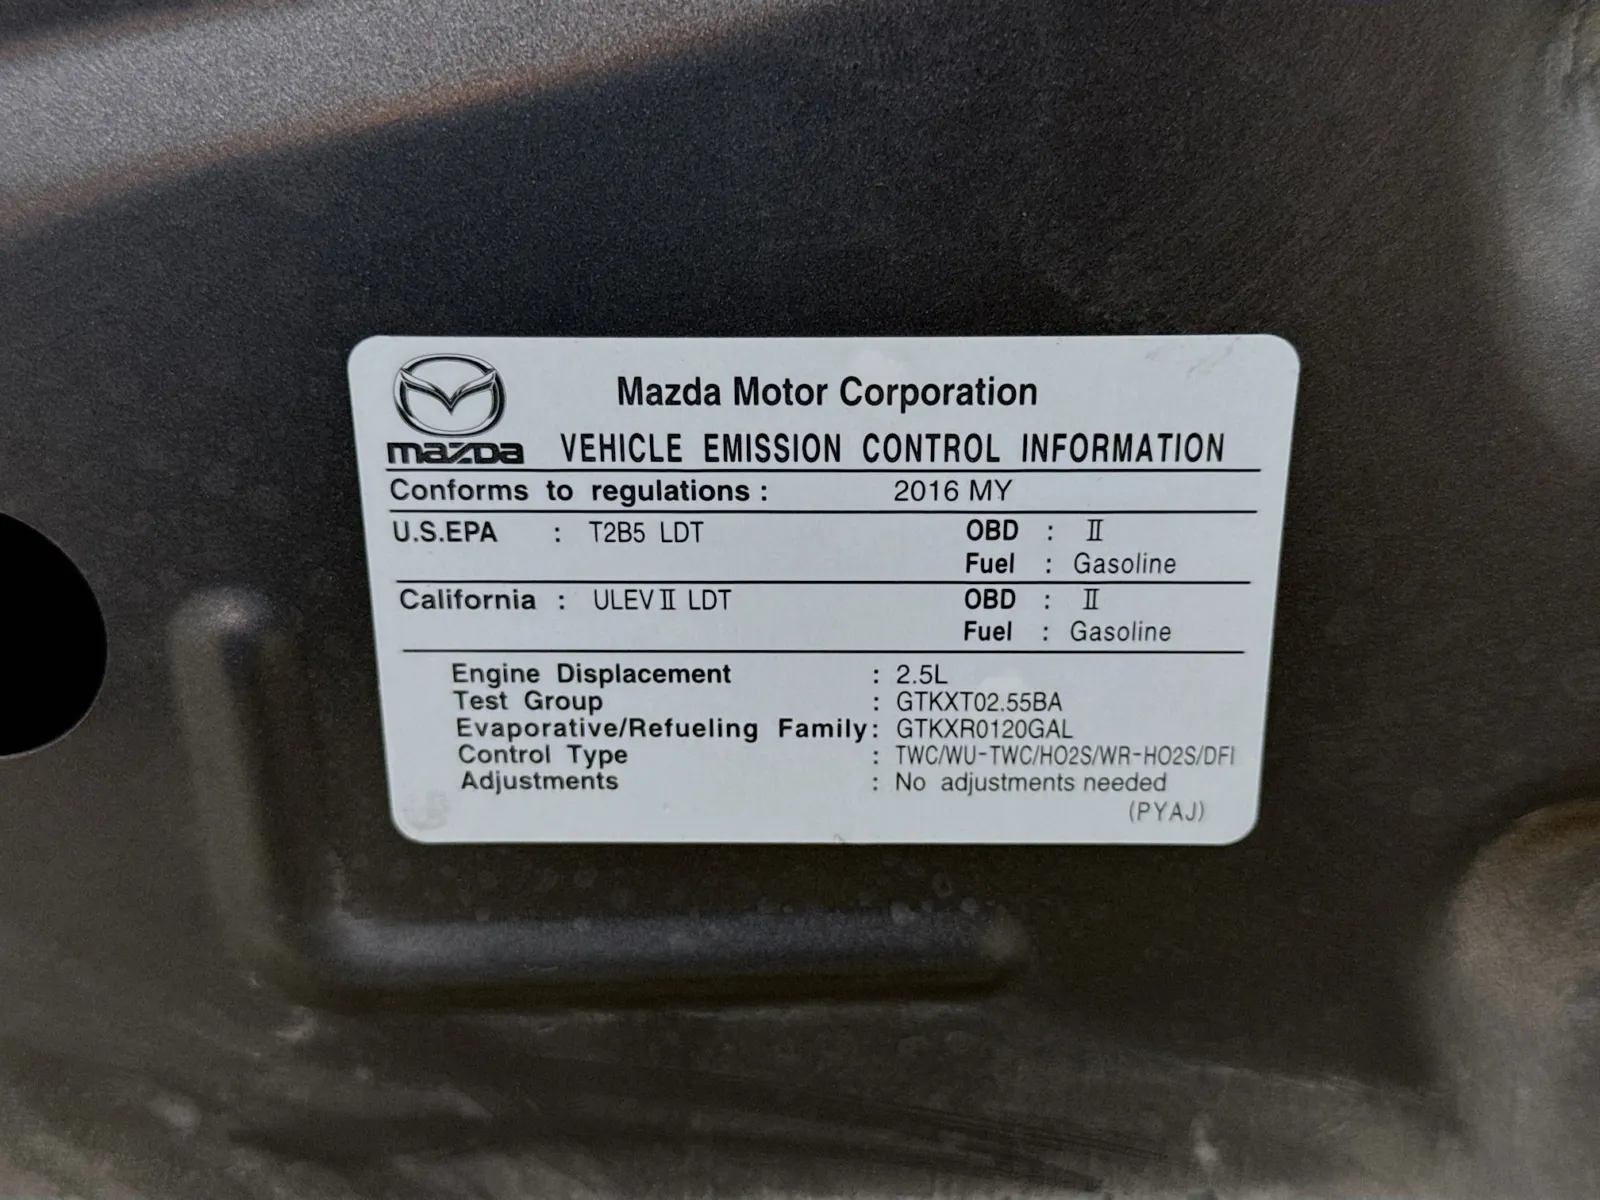 Mazda Motor Corporation
mazda VEHICLE EMISSION CONTROL INFORMATION
Conforms to regulations : 2016 MY
U.S.EPA : T2B5 LDT OBD : II
Fuel : Gasoline
California : ULEV II LDT OBD : II
Fuel : Gasoline
Engine Displacement : 2.5L
Test Group : GTKXT02.55BA
Evaporative/Refueling Family : GTKXR0120GAL
Control Type : TWC/WU-TWC/HO2S/WR-HO2S/DFI
Adjustments : No adjustments needed
(PYAJ)